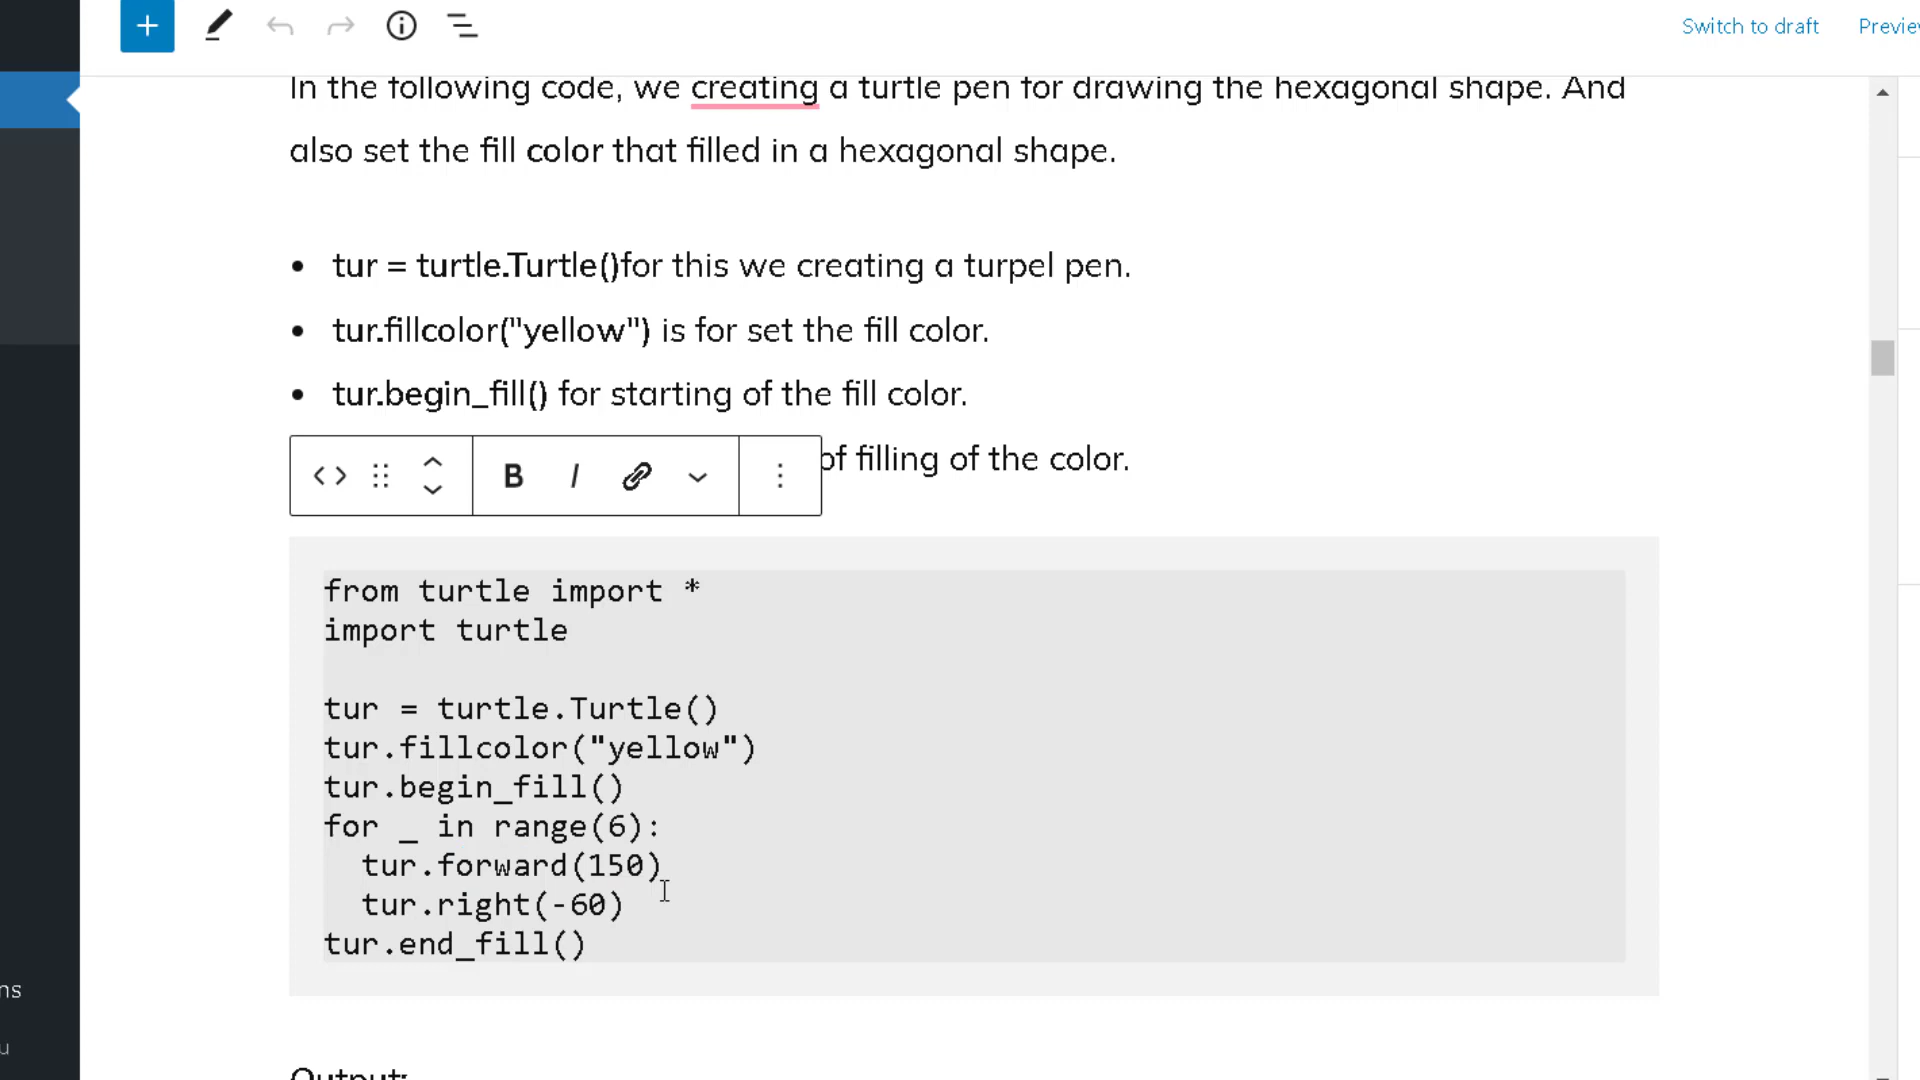 Switch to draft Previe
In the following code, we creating a turtle pen for drawing the hexagonal shape. And
also set the fill color that filled in a hexagonal shape.
• tur = turtle.Turtle()for this we creating a turpel pen.
• tur.fillcolor("yellow") is for set the fill color.
• tur.begin_fill() for starting of the fill color.
of filling of the color.
B I
from turtle import *
import turtle
tur = turtle.Turtle()
tur.fillcolor("yellow")
tur.begin_fill()
for _ in range(6):
  tur.forward(150)
  tur.right(-60)
tur.end_fill()
ns
u
Output: